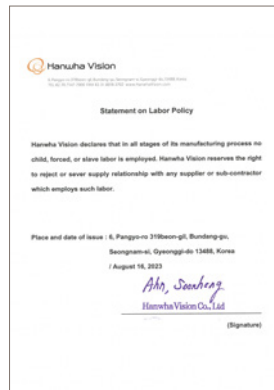 Hanwha Vision
Statement on Labor Policy
Hanwha Vision declares that in all stages of its manufacturing process no
child, forced, or slave labor is employed. Hanwha Vision reserves the right
to reject or sever supply relationship with any supplier or sub-contractor
which employs such labor.
Place and date of issue : 6, Pangyo-ro 319beon-gil, Bundang-gu,
Seongnam-si, Gyeonggi-do 13488, Korea
/ August 16, 2023
Ahn, Soonhong
Hanwha Vision Co., Ltd
(Signature)